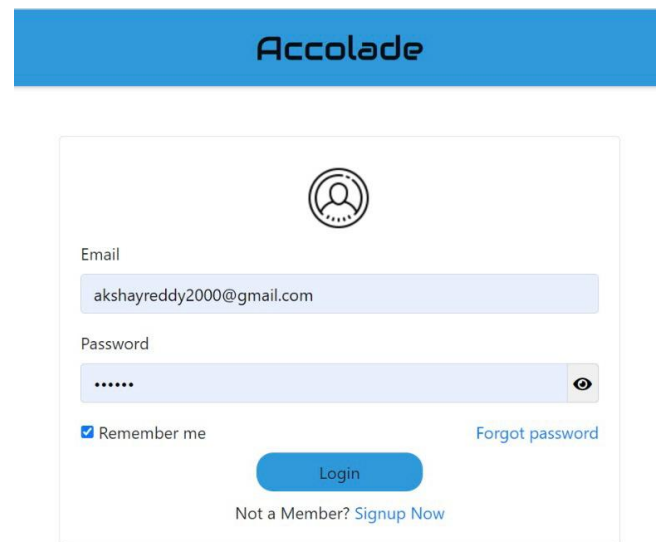 Accolade
Email
akshayreddy2000@gmail.com
Password
••••••
Remember me
Forgot password
Login
Not a Member? Signup Now